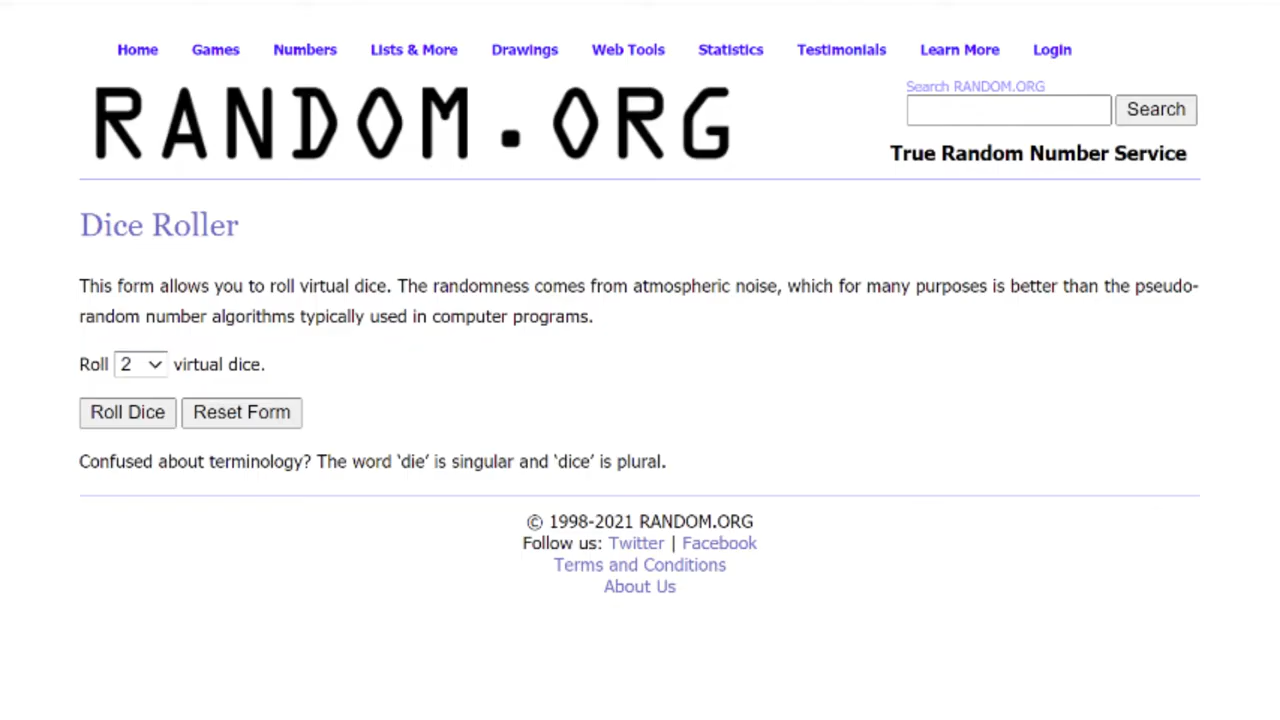 Home Games Numbers Lists & More Drawings Web Tools Statistics Testimonials Learn More Login
RANDOM.ORG
Search RANDOM.ORG
Search
True Random Number Service
Dice Roller
This form allows you to roll virtual dice. The randomness comes from atmospheric noise, which for many purposes is better than the pseudo-
random number algorithms typically used in computer programs.
Roll 2 virtual dice.
Roll Dice Reset Form
Confused about terminology? The word ‘die’ is singular and ‘dice’ is plural.
© 1998-2021 RANDOM.ORG
Follow us: Twitter | Facebook
Terms and Conditions
About Us